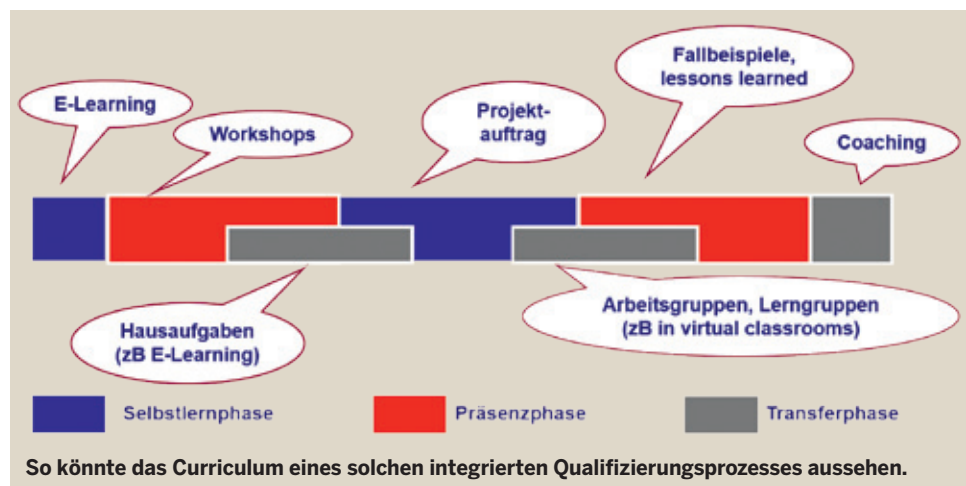 E-Learning
Workshops
Projekt-
auftrag
Fallbeispiele,
lessons learned
Coaching
Hausaufgaben
(zB E-Learning)
Arbeitsgruppen, Lerngruppen
(zB in virtual classrooms)
Selbstlernphase
Präsenzphase
Transferphase
So könnte das Curriculum eines solchen integrierten Qualifizierungsprozesses aussehen.